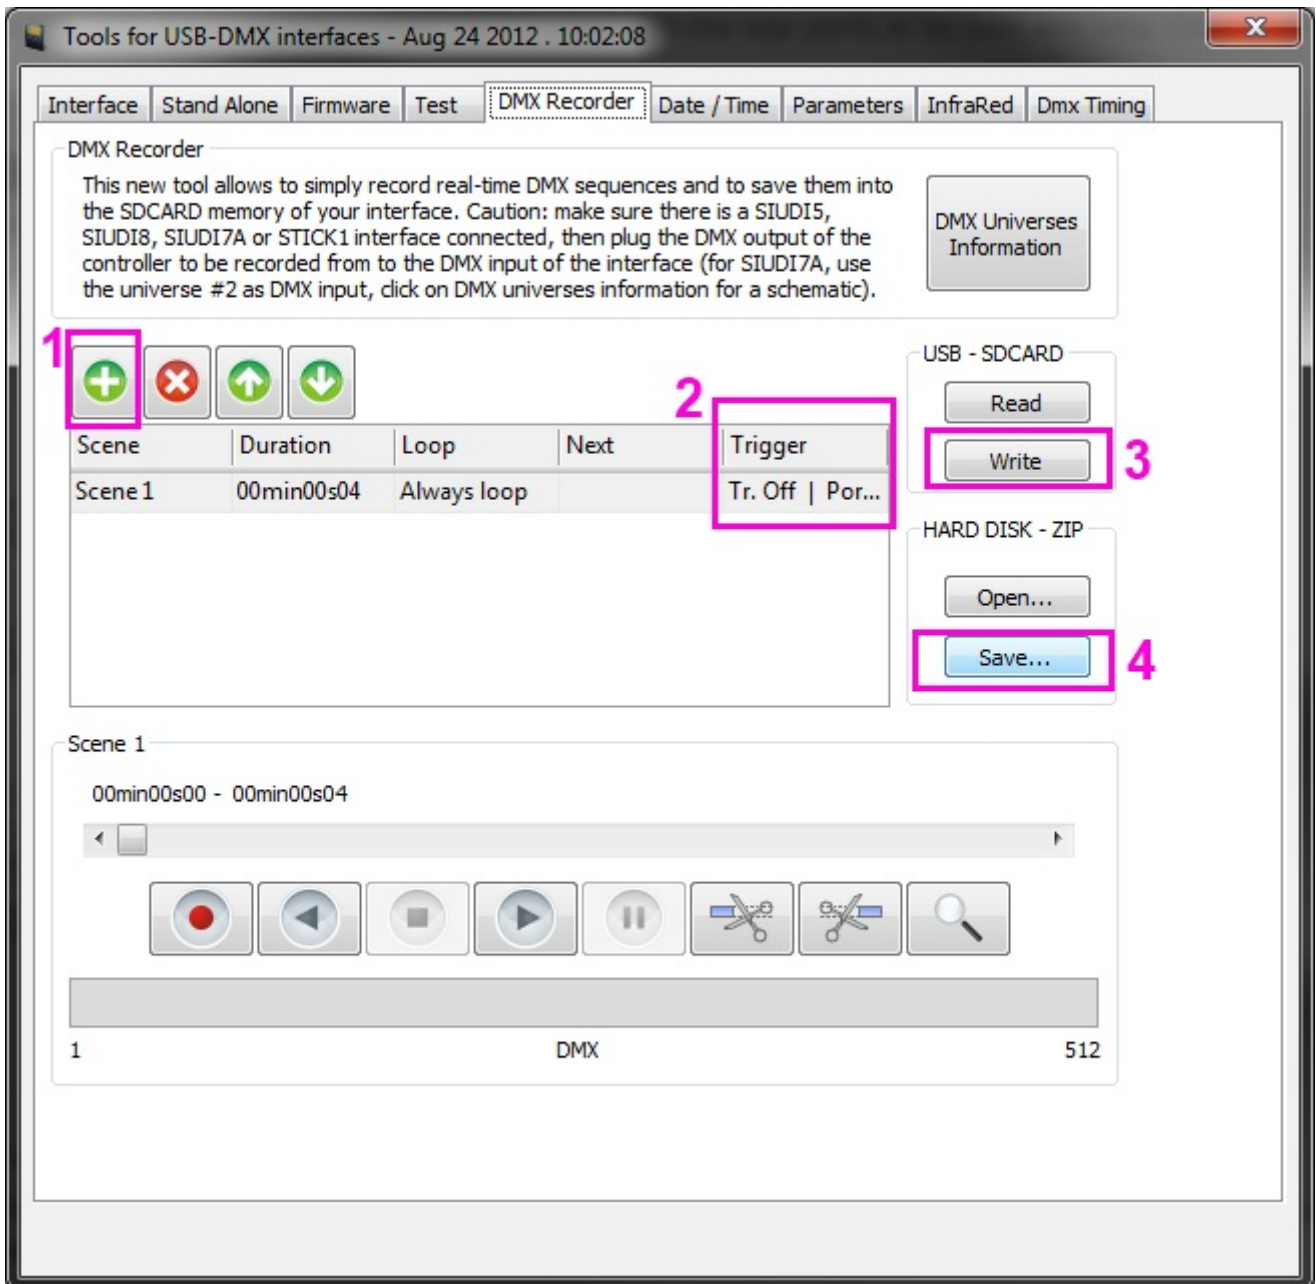 Tools for USB-DMX interfaces - Aug 24 2012 . 10:02:08
Interface Stand Alone Firmware Test DMX Recorder Date / Time Parameters InfraRed Dmx Timing
DMX Recorder
This new tool allows to simply record real-time DMX sequences and to save them into
the SDCARD memory of your interface. Caution: make sure there is a SIUDI5,
SIUDI8, SIUDI7A or STICK1 interface connected, then plug the DMX output of the
controller to be recorded from to the DMX input of the interface (for SIUDI7A, use
the universe #2 as DMX input, click on DMX universes information for a schematic).
DMX Universes
Information
1
2
USB - SDCARD
Read
Write
3
Scene Duration Loop Next Trigger
Scene 1 00min00s04 Always loop Tr. Off | Por...
HARD DISK - ZIP
Open...
Save...
4
Scene 1
00min00s00 - 00min00s04
1 DMX 512